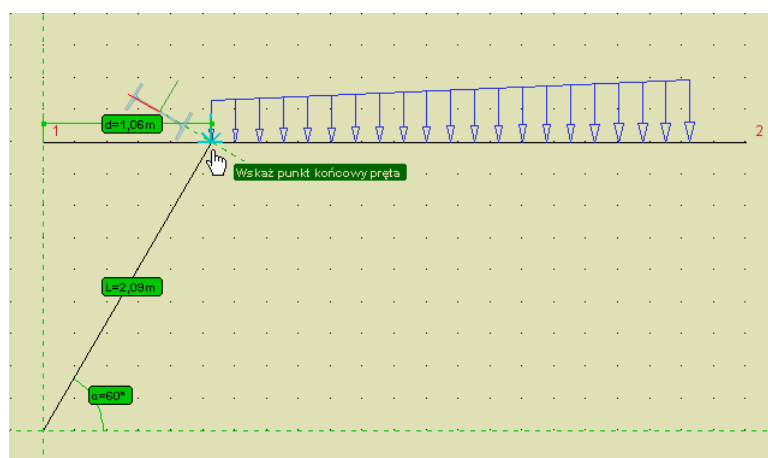 d=1,06m
1
2
Wskaż punkt końcowy pręta
L=2,09m
α=60°